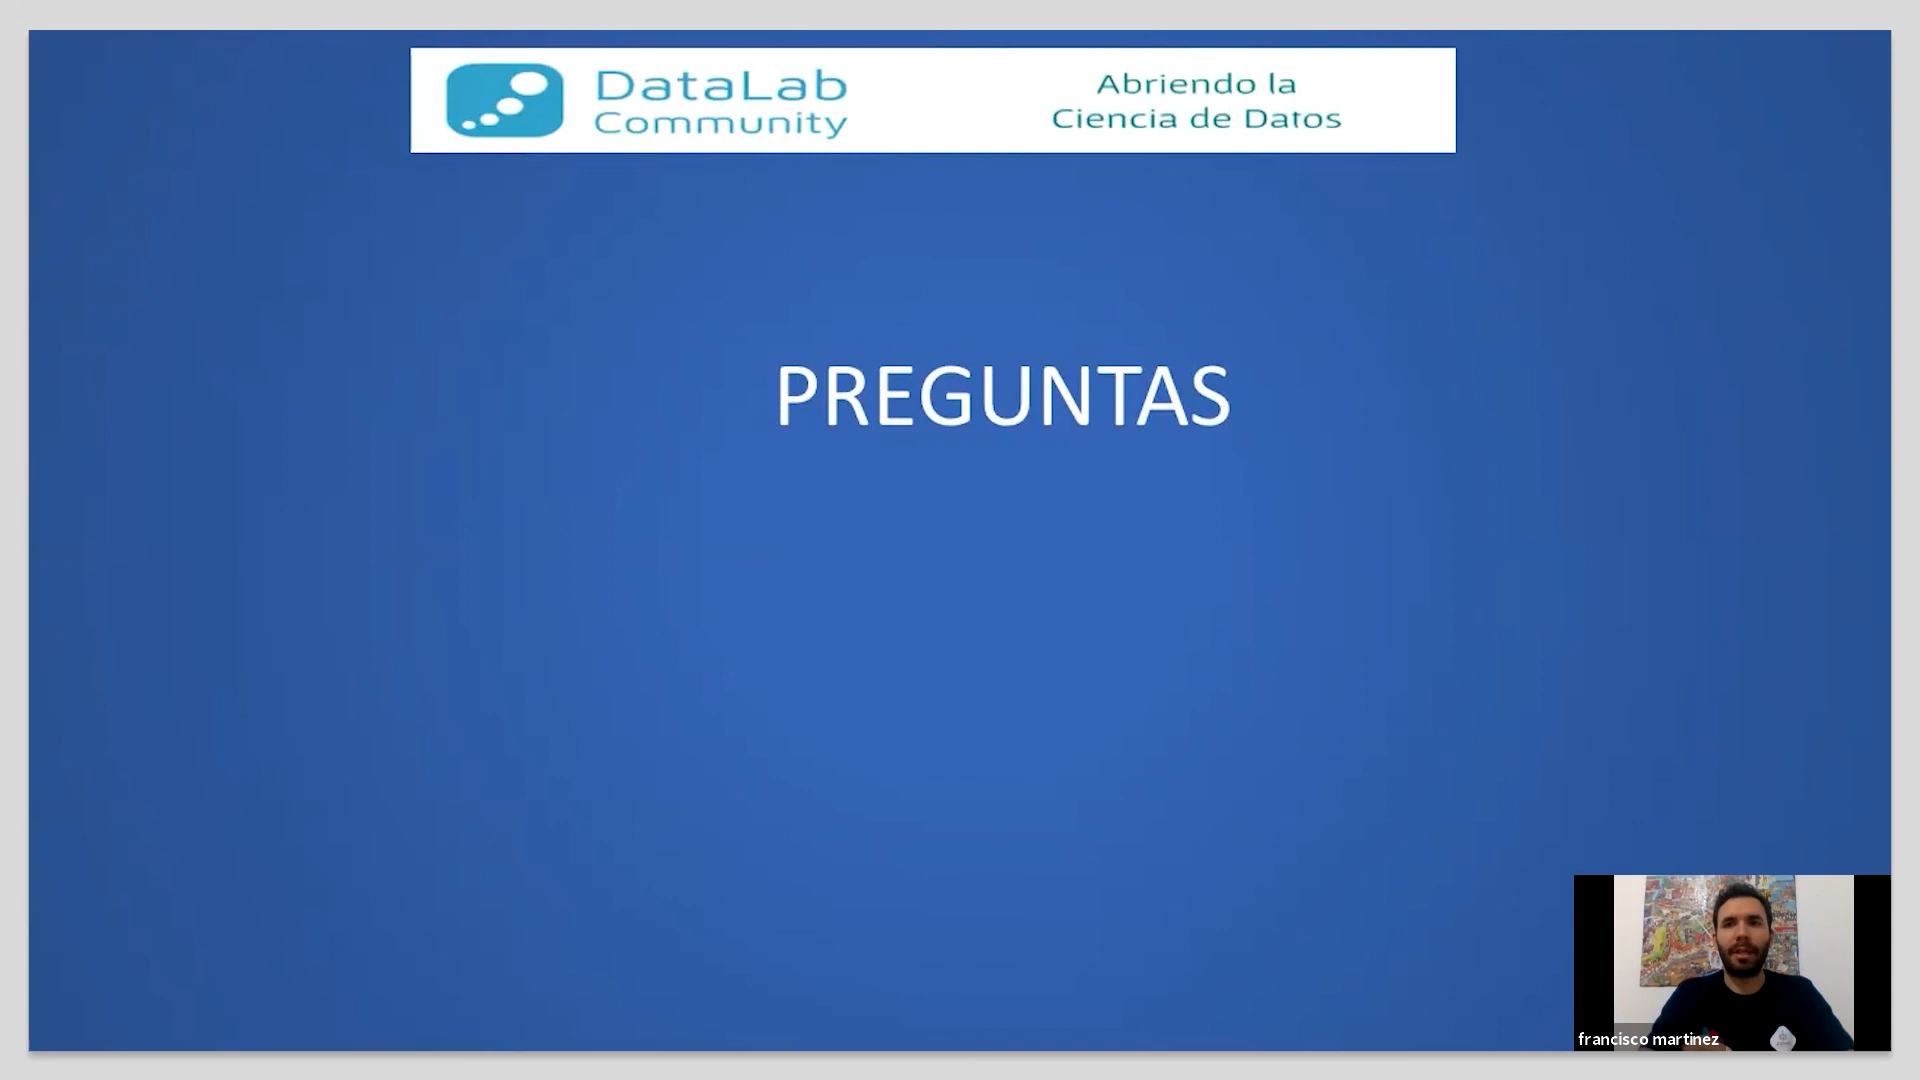 DataLab
Community
Abriendo la
Ciencia de Datos
PREGUNTAS
francisco martinez